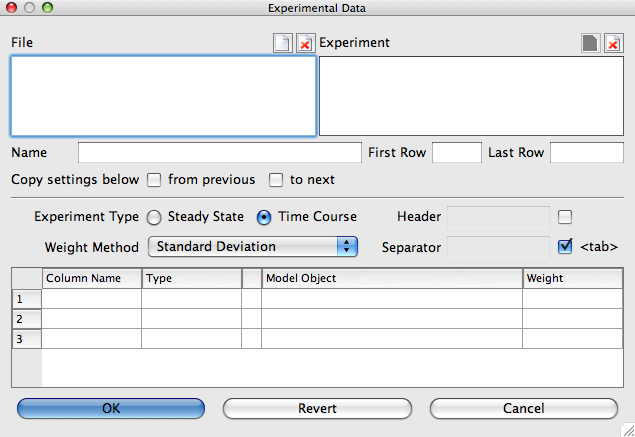 Experimental Data
File Experiment
Name First Row Last Row
Copy settings below from previous to next
Experiment Type Steady State Time Course Header
Weight Method Standard Deviation Separator <tab>
Column Name Type Model Object Weight
1
2
3
OK Revert Cancel